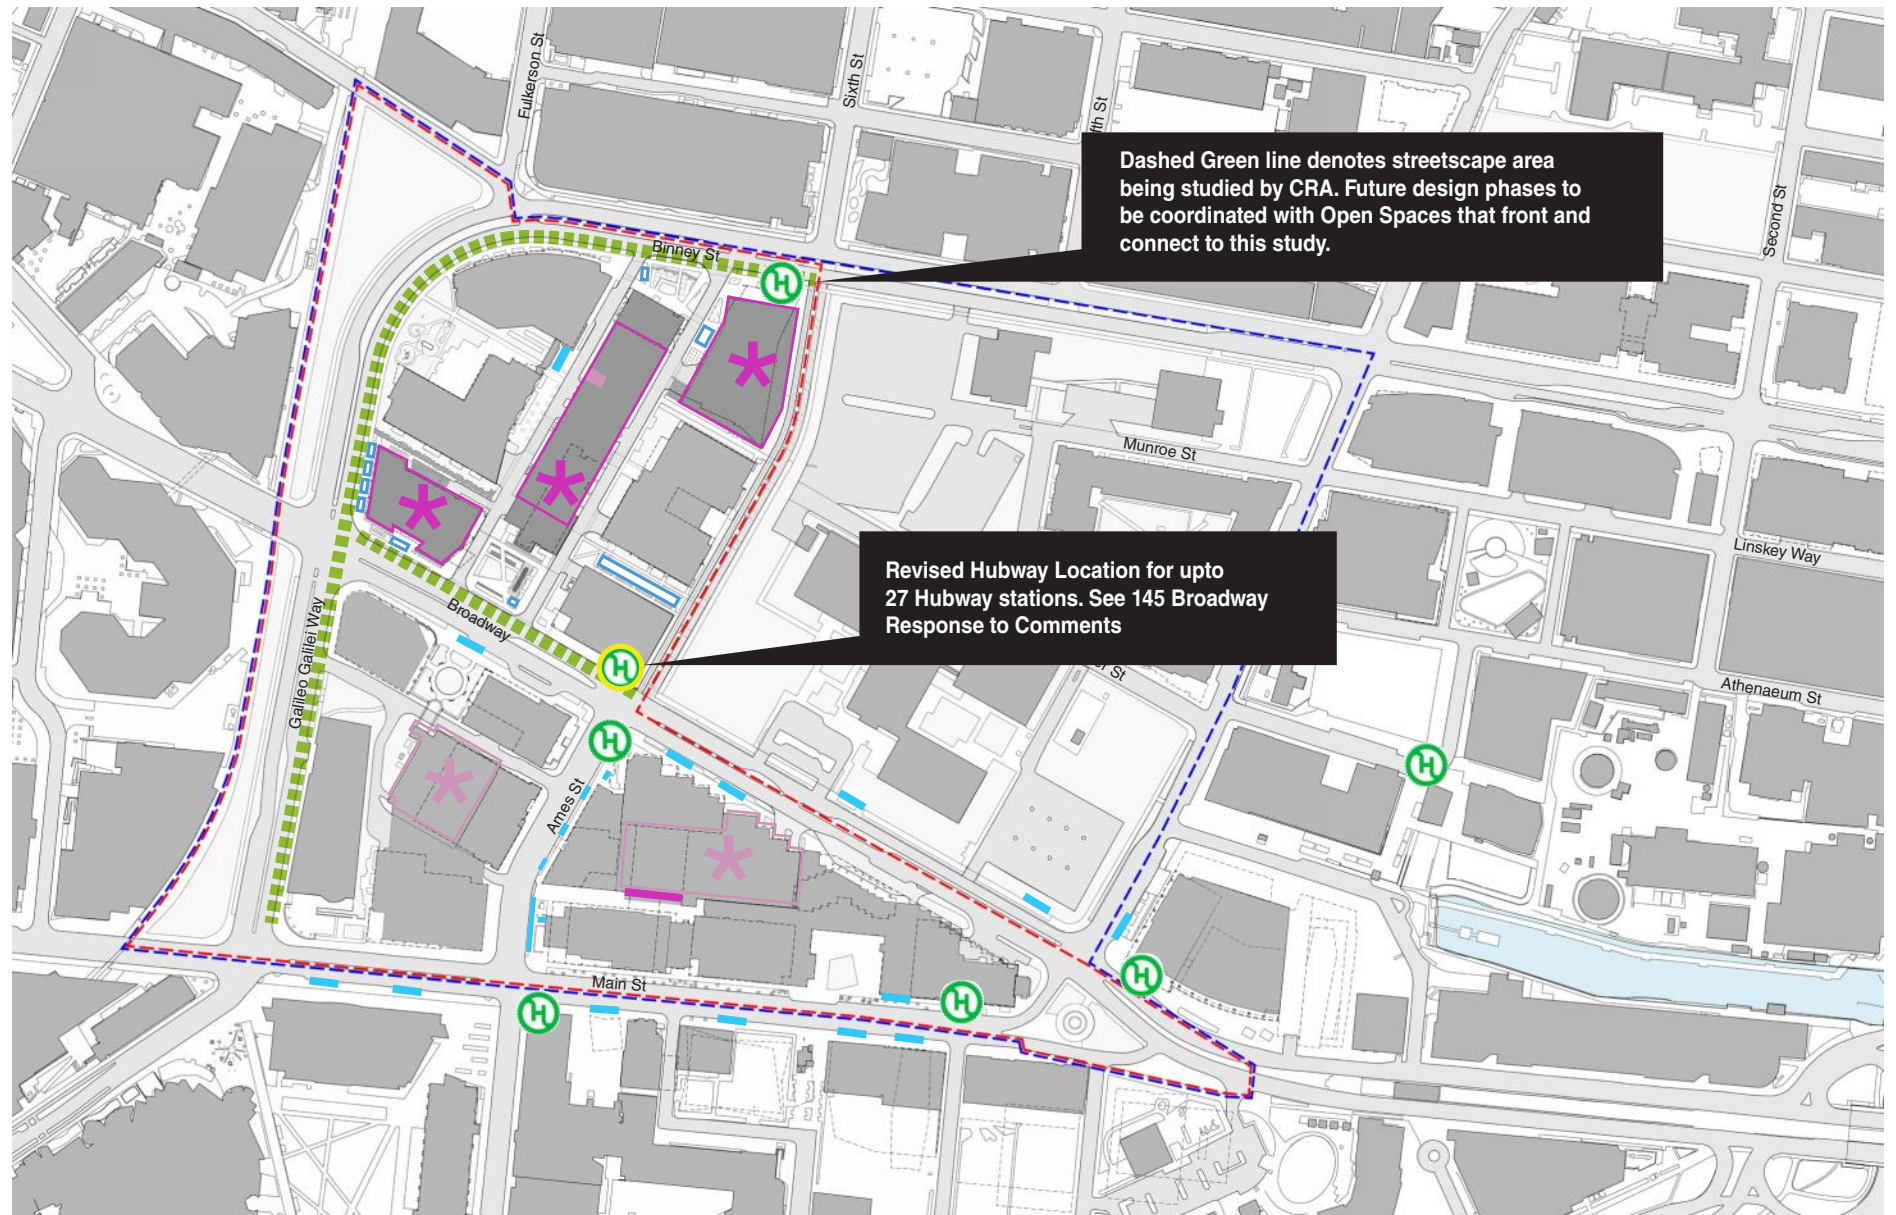 Fulkerson St
Sixth St
fth St
Dashed Green line denotes streetscape area
being studied by CRA. Future design phases to
be coordinated with Open Spaces that front and
connect to this study.
Second St
Binney St
H
Munroe St
Linskey Way
Revised Hubway Location for upto
27 Hubway stations. See 145 Broadway
Response to Comments
Broadway
Galileo Galilei Way
H
St
Athenaeum St
H
H
Ames St
Main St
H
H
H